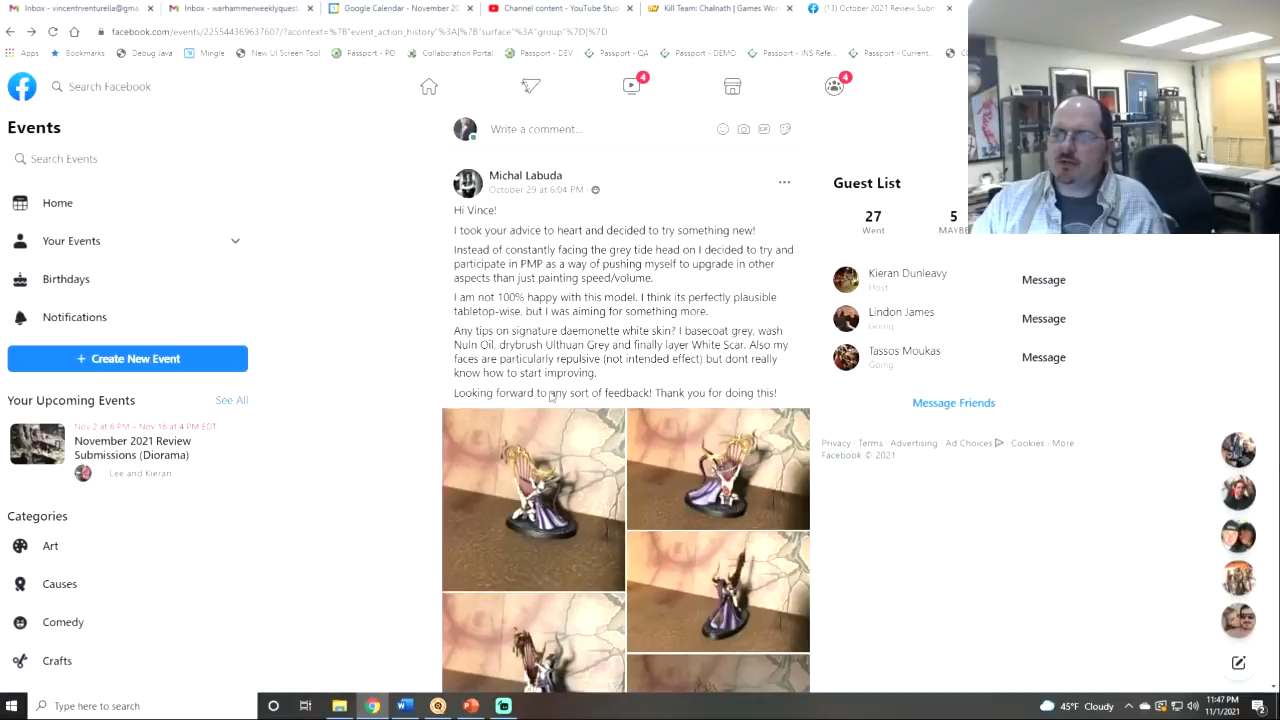 Inbox - vincentrventurella@gma
Inbox - warhammerweeklyquest
Google Calendar - November 20
Channel content - YouTube Stud
Kill Team: Chalnath | Games Wor
(13) October 2021 Review Subm
facebook.com/events/225544369637607/?acontext=%7B"event_action_history"%3A[%7B"surface"%3A"group"%7D]%7D
Apps
Bookmarks
Debug Java
Mingle
New UI Screen Tool
Passport - PO
Collaboration Portal
Passport - DEV
Passport - QA
Passport - DEMO
Passport - INS Refe...
Passport - Current...
Search Facebook
4
4
Events
Search Events
Home
Your Events
Birthdays
Notifications
+ Create New Event
Your Upcoming Events
See All
Nov 2 at 6 PM – Nov 16 at 4 PM EDT
November 2021 Review
Submissions (Diorama)
Lee and Kieran
Categories
Art
Causes
Comedy
Crafts
Write a comment...
GIF
Michal Labuda
October 29 at 6:04 PM ·
Hi Vince!
I took your advice to heart and decided to try something new!
Instead of constantly facing the grey tide head on I decided to try and
participate in PMP as a way of pushing myself to upgrade in other
aspects than just painting speed/volume.
I am not 100% happy with this model. I think its perfectly plausible
tabletop-wise, but I was aiming for something more.
Any tips on signature daemonette white skin? I basecoat grey, wash
Nuln Oil, drybrush Ulthuan Grey and finally layer White Scar. Also my
faces are particularly repulsive (not intended effect) but dont really
know how to start improving.
Looking forward to any sort of feedback! Thank you for doing this!
Guest List
27
5
Went
MAYBE
Kieran Dunleavy
Host
Message
Lindon James
Going
Message
Tassos Moukas
Going
Message
Message Friends
Privacy · Terms · Advertising · Ad Choices · Cookies · More ·
Facebook © 2021
Type here to search
45°F Cloudy
11:47 PM
11/1/2021
2